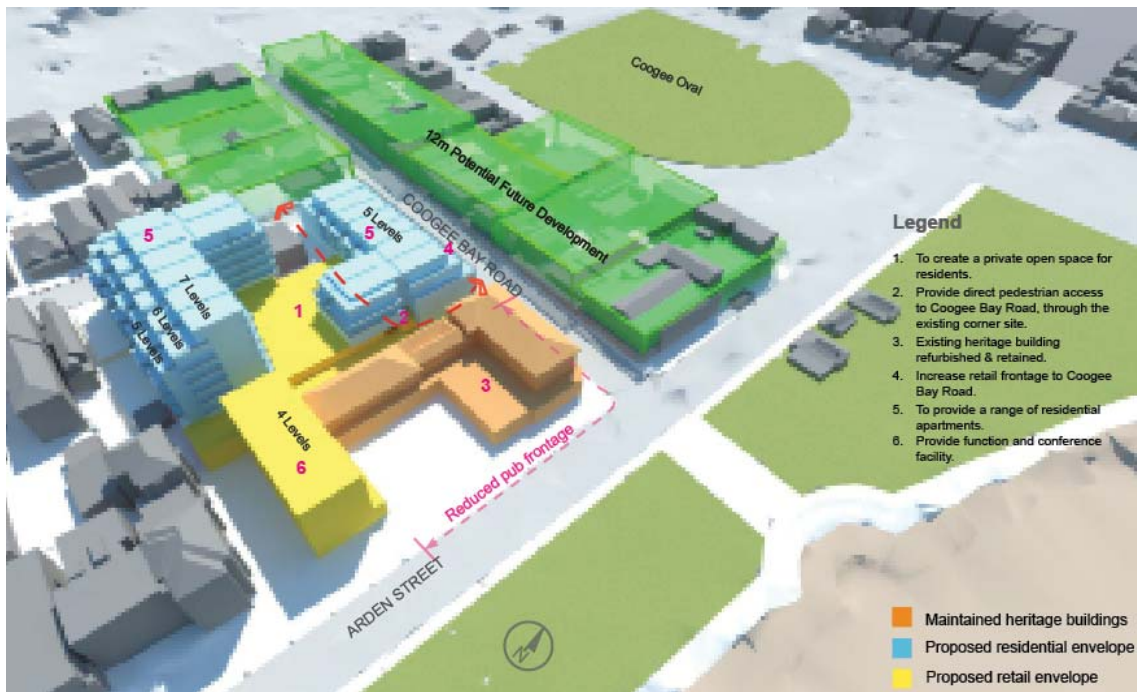 Coogee Oval
12m Potential Future Development
COOGEE BAY ROAD
5 Levels
5
4
5
7 Levels
6 Levels
5 Levels
1
2
3
4 Levels
6
Reduced pub frontage
ARDEN STREET
N
Legend
1. To create a private open space for
residents.
2. Provide direct pedestrian access
to Coogee Bay Road, through the
existing corner site.
3. Existing heritage building
refurbished & retained.
4. Increase retail frontage to Coogee
Bay Road.
5. To provide a range of residential
apartments.
6. Provide function and conference
facility.
Maintained heritage buildings
Proposed residential envelope
Proposed retail envelope